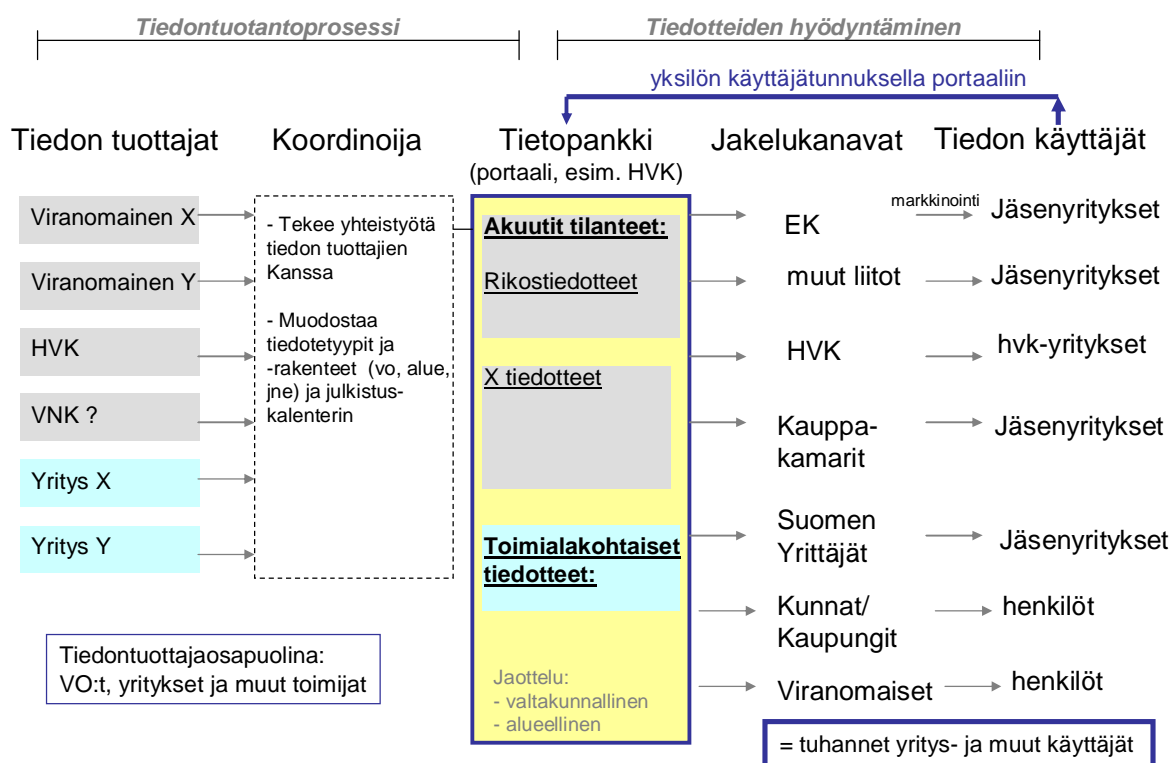 Tiedontuotantoprosessi
Tiedotteiden hyödyntäminen
yksilön käyttäjätunnuksella portaaliin
Tiedon tuottajat
Koordinoija
Tietopankki
(portaali, esim. HVK)
Jakelukanavat
Tiedon käyttäjät
Viranomainen X
Viranomainen Y
HVK
VNK ?
Yritys X
Yritys Y
- Tekee yhteistyötä
tiedon tuottajien
Kanssa
- Muodostaa
tiedotetyypit ja
-rakenteet (vo, alue,
jne) ja julkistus-
kalenterin
Akuutit tilanteet:
Rikostiedotteet
X tiedotteet
Toimialakohtaiset
tiedotteet:
Jaottelu:
- valtakunnallinen
- alueellinen
EK
markkinointi
Jäsenyritykset
muut liitot
Jäsenyritykset
HVK
hvk-yritykset
Kauppa-
kamarit
Jäsenyritykset
Suomen
Yrittäjät
Jäsenyritykset
Kunnat/
Kaupungit
henkilöt
Viranomaiset
henkilöt
Tiedontuottajaosapuolina:
VO:t, yritykset ja muut toimijat
= tuhannet yritys- ja muut käyttäjät